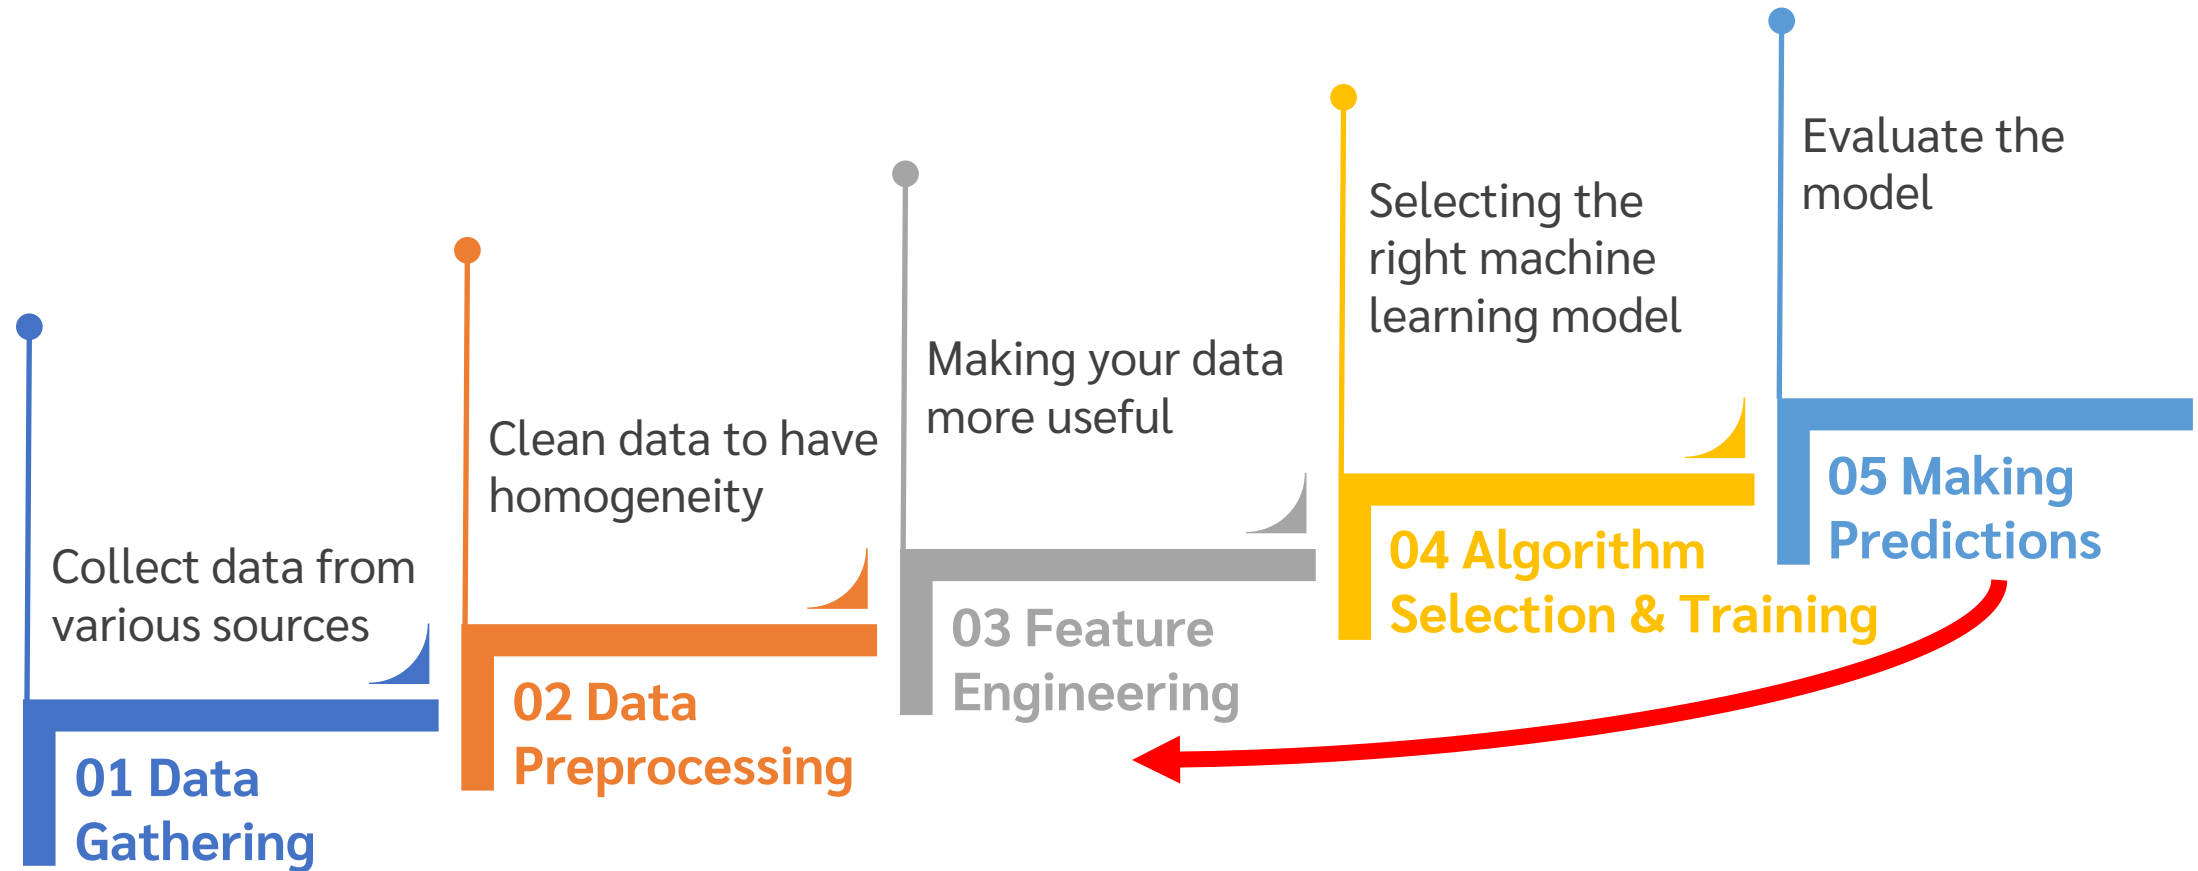 Collect data from
various sources
01 Data
Gathering
Clean data to have
homogeneity
02 Data
Preprocessing
Making your data
more useful
03 Feature
Engineering
Selecting the
right machine
learning model
04 Algorithm
Selection & Training
Evaluate the
model
05 Making
Predictions